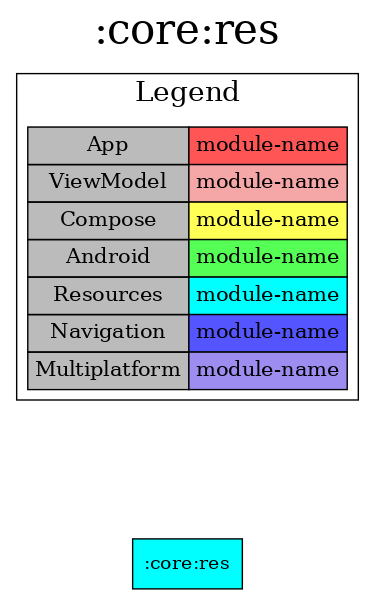 :core:res
Legend
App module-name
ViewModel module-name
Compose module-name
Android module-name
Resources module-name
Navigation module-name
Multiplatform module-name
:core:res